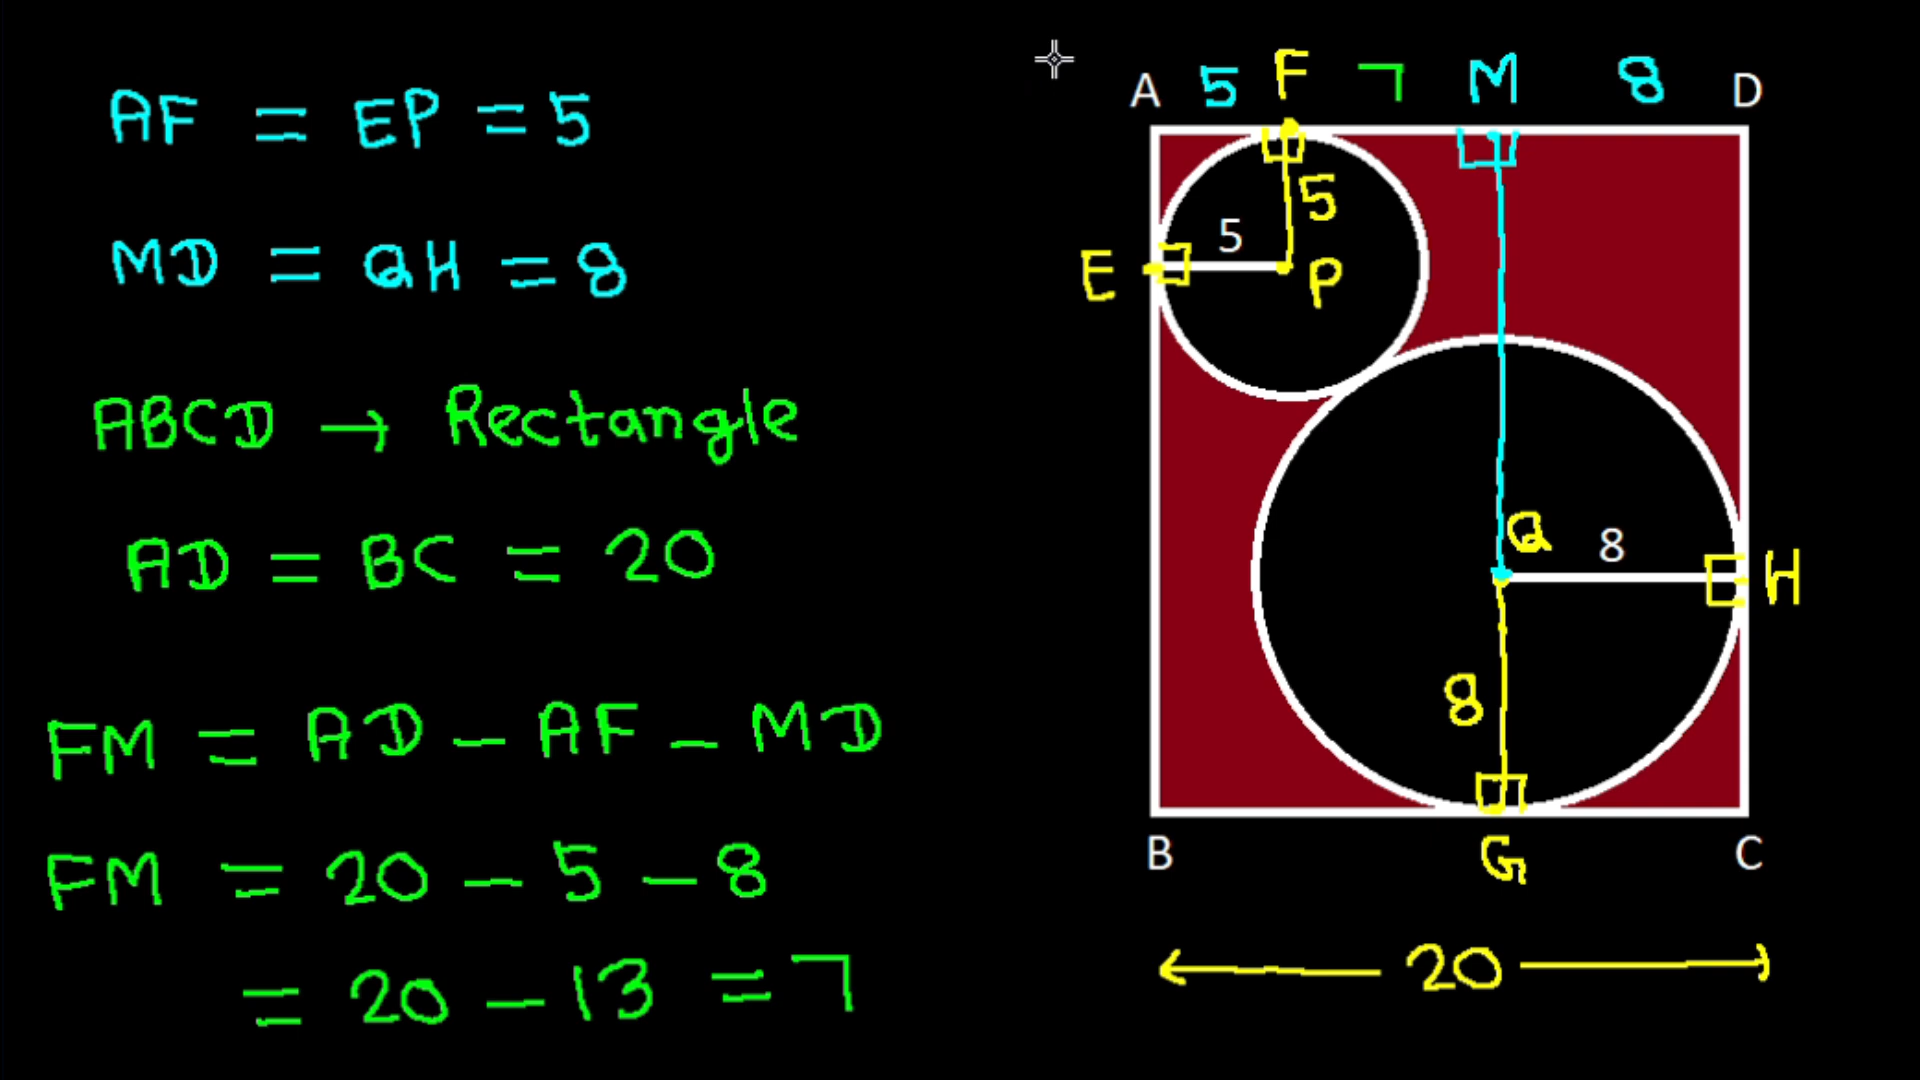 AF = EP = 5
MD = QH = 8
ABCD → Rectangle
AD = BC = 20
FM = AD - AF - MD
FM = 20 - 5 - 8
= 20 - 13 = 7
A 5 F 7 M 8 D
5
5
E P
Q 8 H
8
B G C
20